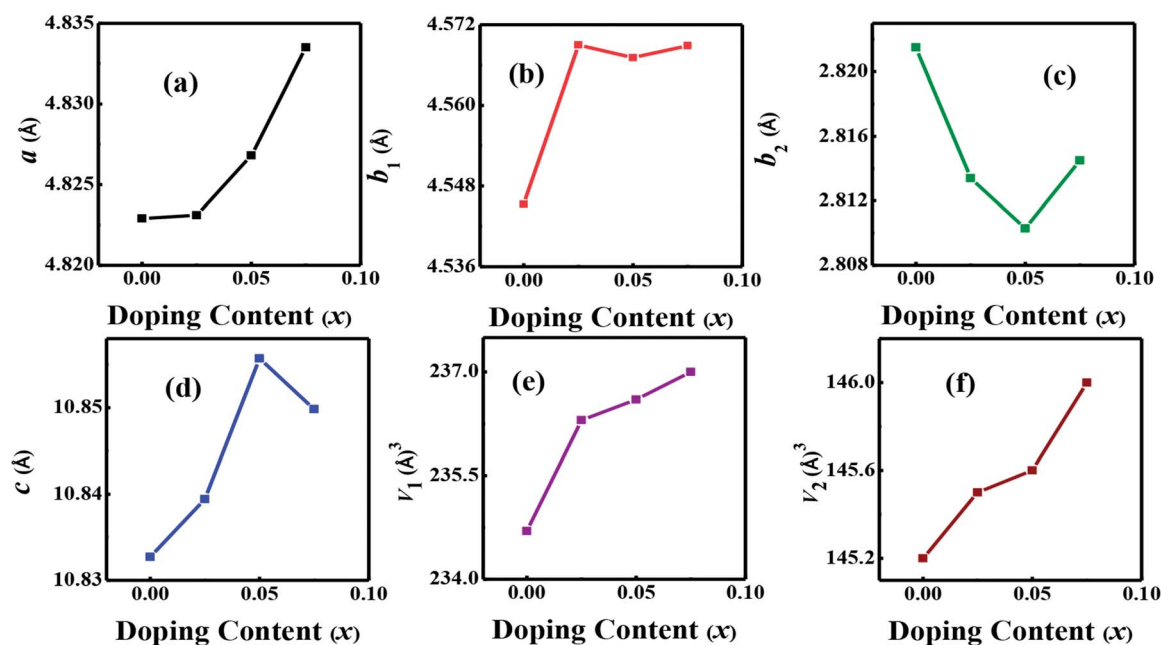 (a)
a (Å)
4.835
4.830
4.825
4.820
0.00 0.05 0.10
Doping Content (x)
(b)
b1 (Å)
4.572
4.560
4.548
4.536
0.00 0.05 0.10
Doping Content (x)
(c)
b2 (Å)
2.820
2.816
2.812
2.808
0.00 0.05 0.10
Doping Content (x)
(d)
c (Å)
10.85
10.84
10.83
0.00 0.05 0.10
Doping Content (x)
(e)
V1 (Å)3
237.0
235.5
234.0
0.00 0.05 0.10
Doping Content (x)
(f)
V2 (Å)3
146.0
145.6
145.2
0.00 0.05 0.10
Doping Content (x)